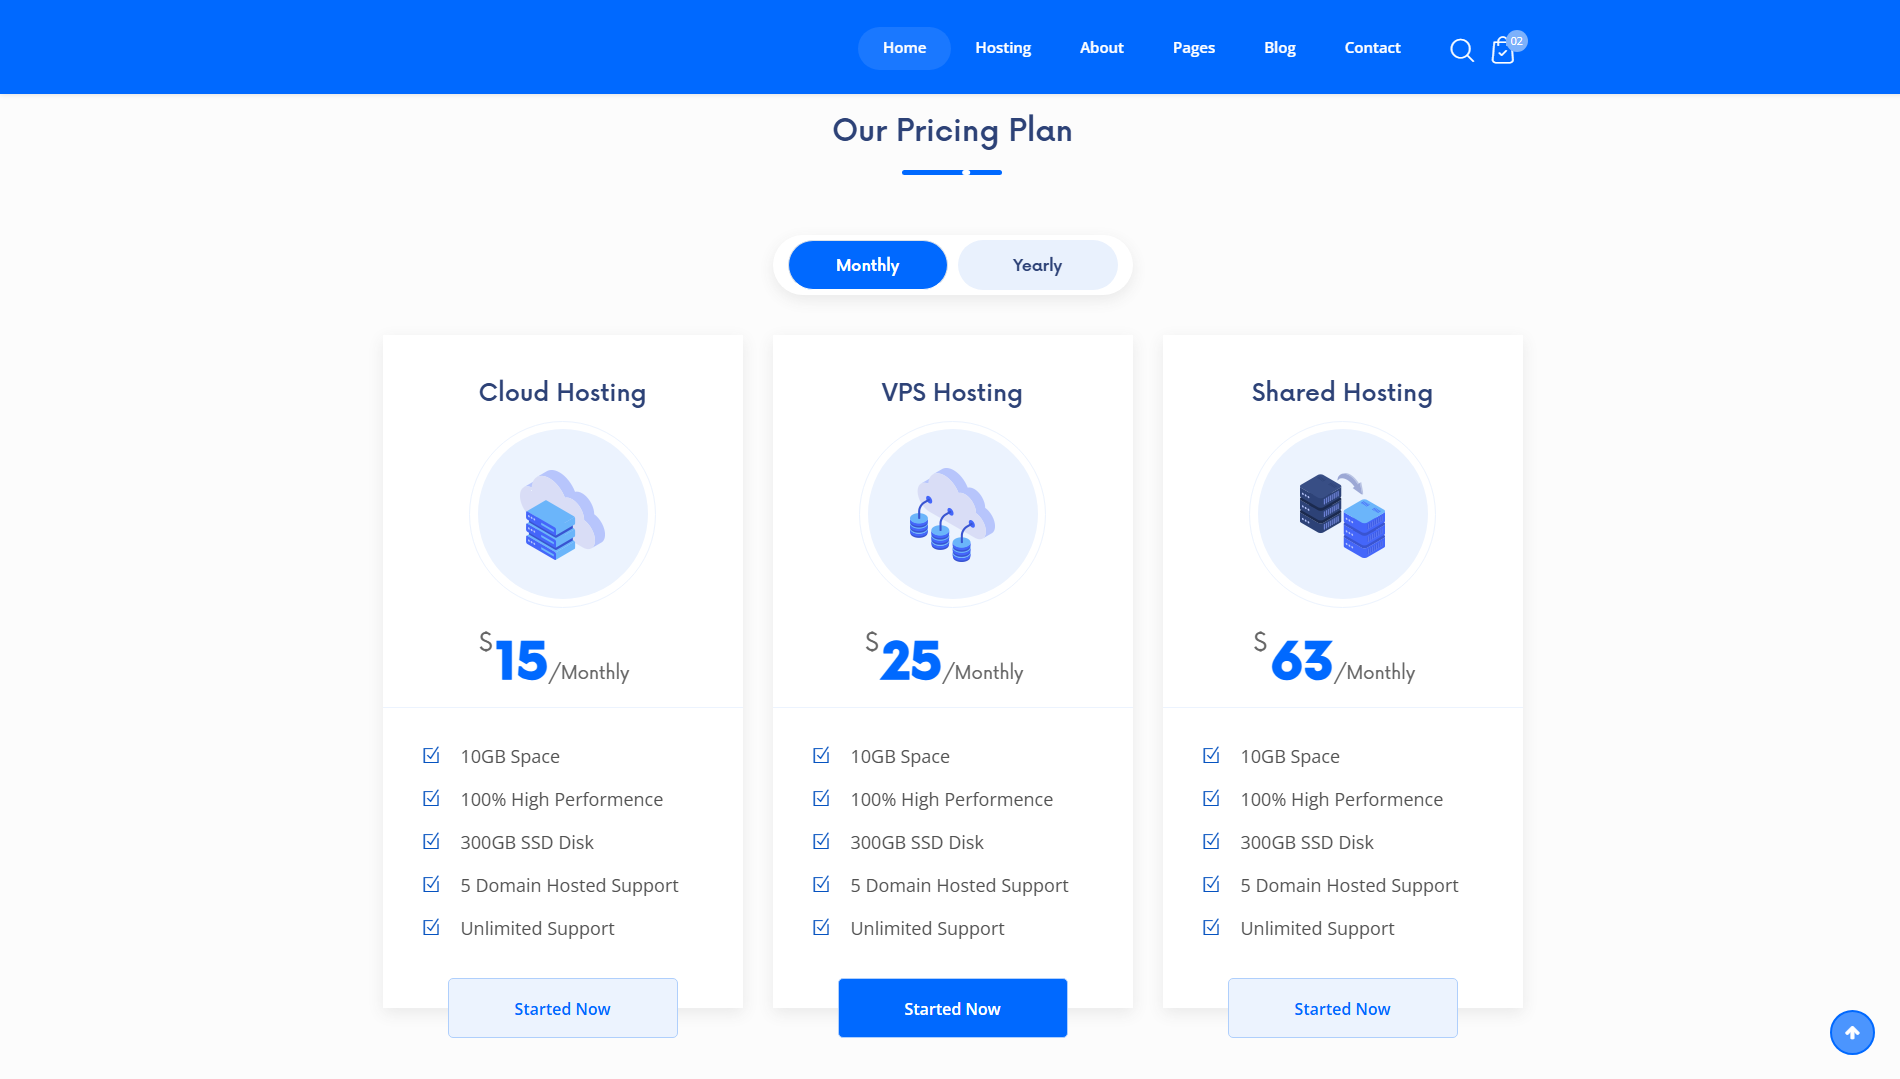 Home Hosting About Pages Blog Contact 02
Our Pricing Plan
Monthly Yearly
Cloud Hosting
$15/Monthly
10GB Space
100% High Performence
300GB SSD Disk
5 Domain Hosted Support
Unlimited Support
Started Now
VPS Hosting
$25/Monthly
10GB Space
100% High Performence
300GB SSD Disk
5 Domain Hosted Support
Unlimited Support
Started Now
Shared Hosting
$63/Monthly
10GB Space
100% High Performence
300GB SSD Disk
5 Domain Hosted Support
Unlimited Support
Started Now